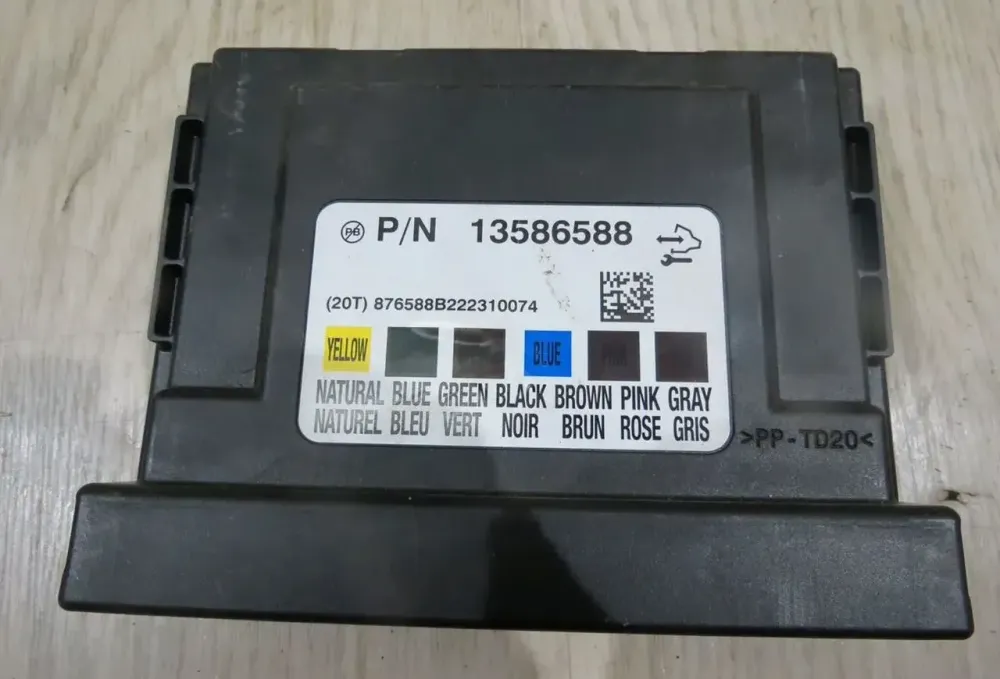 PB P/N 13586588
(20T) 876588B222310074
YELLOW BLUE
NATURAL BLUE GREEN BLACK BROWN PINK GRAY
NATUREL BLEU VERT NOIR BRUN ROSE GRIS
>PP-TD20<